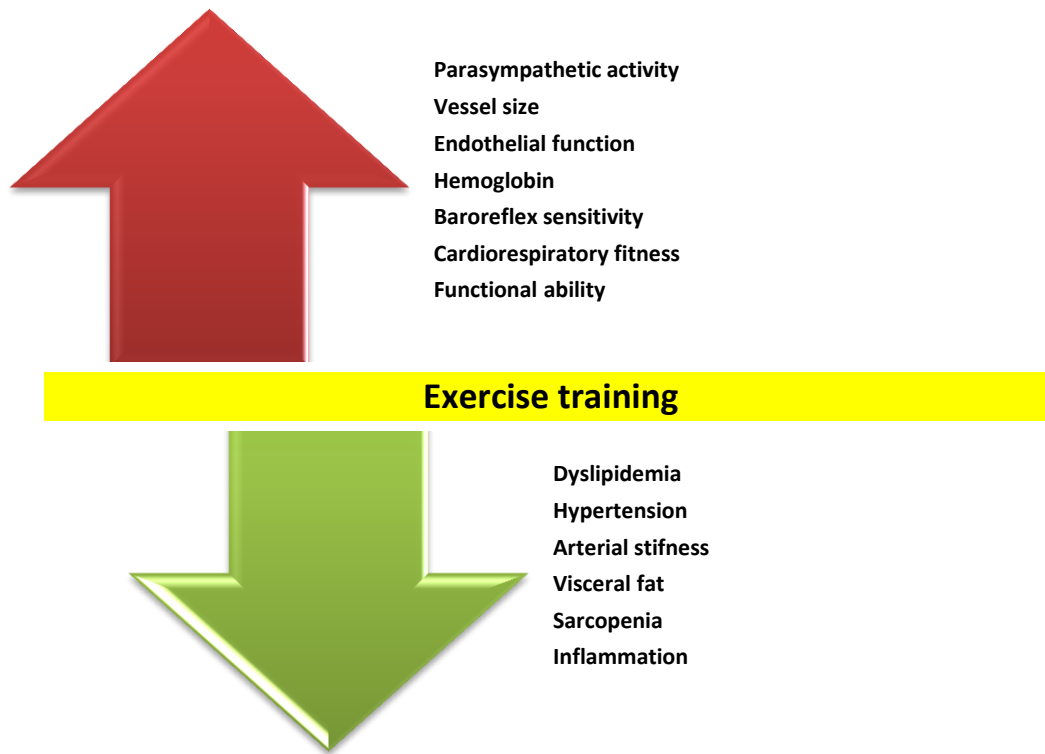 Parasympathetic activity
Vessel size
Endothelial function
Hemoglobin
Baroreflex sensitivity
Cardiorespiratory fitness
Functional ability
Exercise training
Dyslipidemia
Hypertension
Arterial stifness
Visceral fat
Sarcopenia
Inflammation